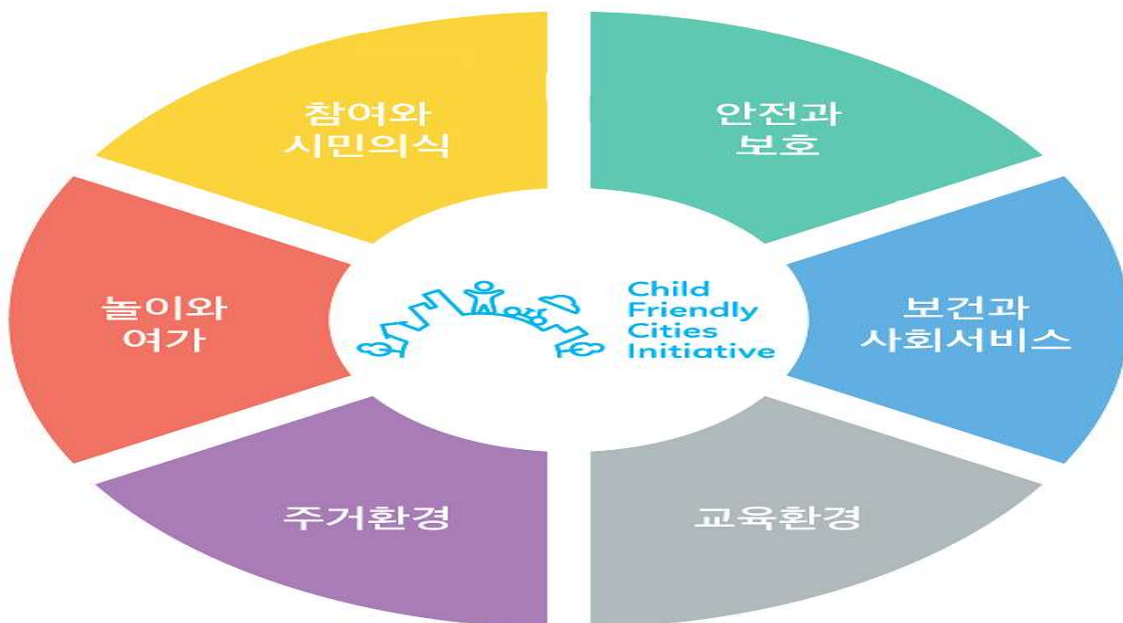 참여와
시민의식
안전과
보호
놀이와
여가
Child
Friendly
Cities
Initiative
보건과
사회서비스
주거환경
교육환경